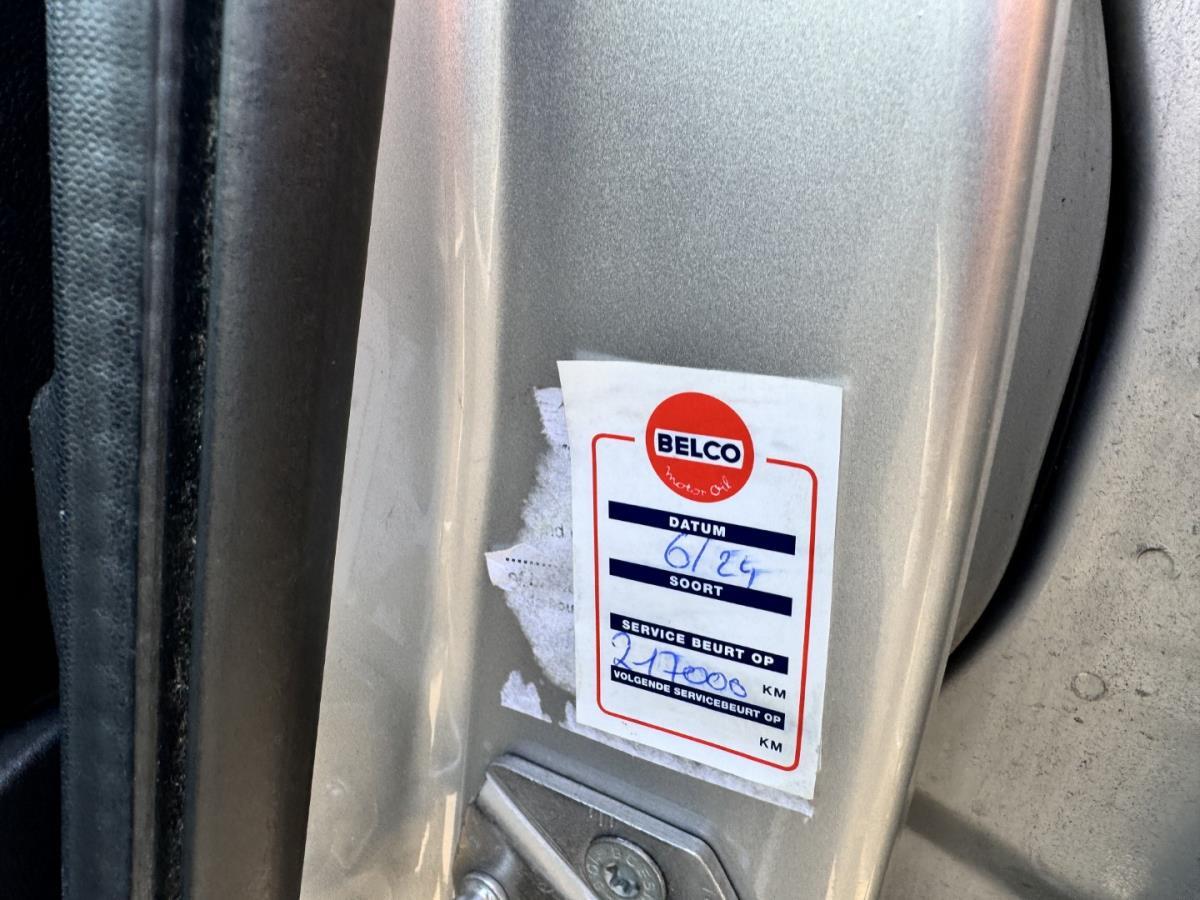 BELCO
Motor Oil
DATUM
6/24
SOORT
SERVICE BEURT OP
217000 KM
VOLGENDE SERVICEBEURT OP
KM